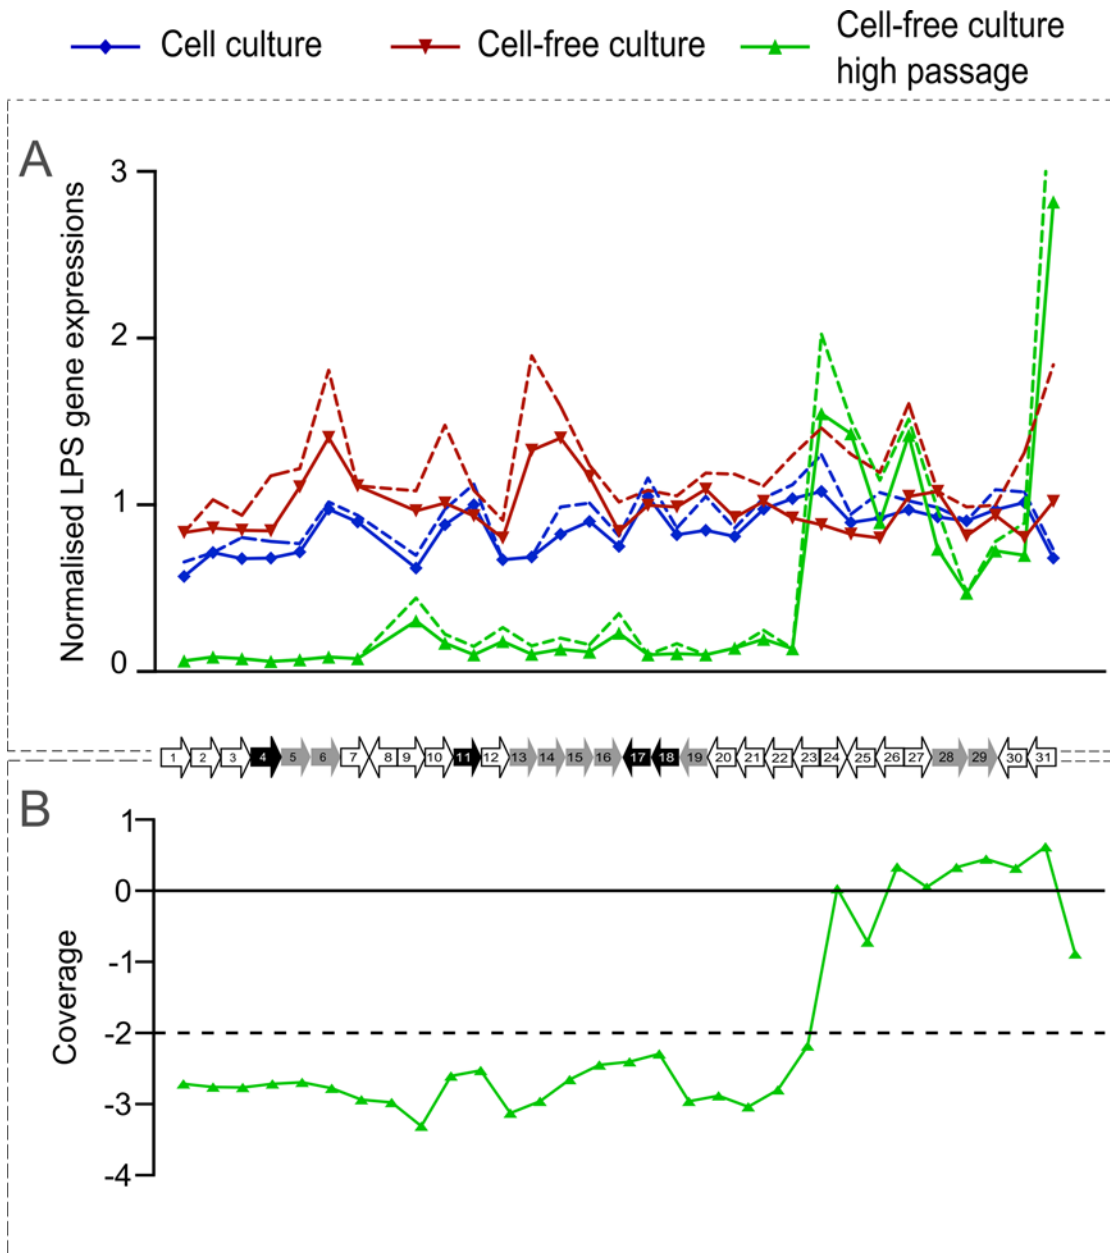 Cell culture
Cell-free culture
Cell-free culture
high passage
A
Normalised LPS gene expressions
3
2
1
0
1 2 3 4 5 6 7 8 9 10 11 12 13 14 15 16 17 18 19 20 21 22 23 24 25 26 27 28 29 30 31
B
Coverage
1
0
-1
-2
-3
-4